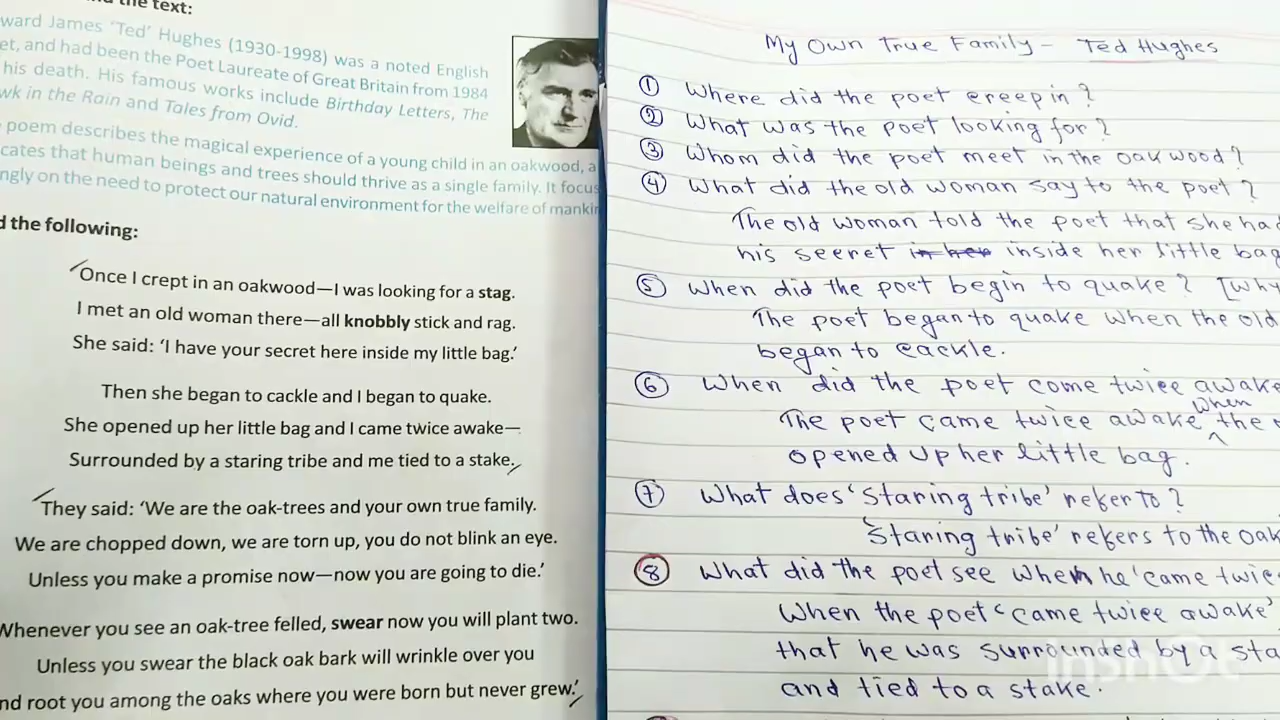 the text:
ward James 'Ted' Hughes (1930-1998) was a noted English
et, and had been the Poet Laureate of Great Britain from 1984
his death. His famous works include Birthday Letters, The
wk in the Rain and Tales from Ovid.
poem describes the magical experience of a young child in an oakwood, a
cates that human beings and trees should thrive as a single family. It focus
ngly on the need to protect our natural environment for the welfare of mankin
d the following:
Once I crept in an oakwood—I was looking for a stag.
I met an old woman there—all knobbly stick and rag.
She said: 'I have your secret here inside my little bag.'
Then she began to cackle and I began to quake.
She opened up her little bag and I came twice awake—
Surrounded by a staring tribe and me tied to a stake.
They said: 'We are the oak-trees and your own true family.
We are chopped down, we are torn up, you do not blink an eye.
Unless you make a promise now—now you are going to die.'
Whenever you see an oak-tree felled, swear now you will plant two.
Unless you swear the black oak bark will wrinkle over you
nd root you among the oaks where you were born but never grew.'
My Own True Family – Ted Hughes
① Where did the poet creep in?
② What was the poet looking for?
③ Whom did the poet meet in the oakwood?
④ What did the old woman say to the poet?
The old woman told the poet that she had
his secret in her inside her little bag
⑤ When did the poet begin to quake? [Why
The poet began to quake when the old
began to cackle.
⑥ When did the poet come twice awake
The poet came twice awake when the
opened up her little bag.
⑦ What does 'staring tribe' refer to?
'Staring tribe' refers to the oak
⑧ What did the poet see when he 'came twice
When the poet 'came twice awake'
that he was surrounded by a sta
and tied to a stake.
InShOt